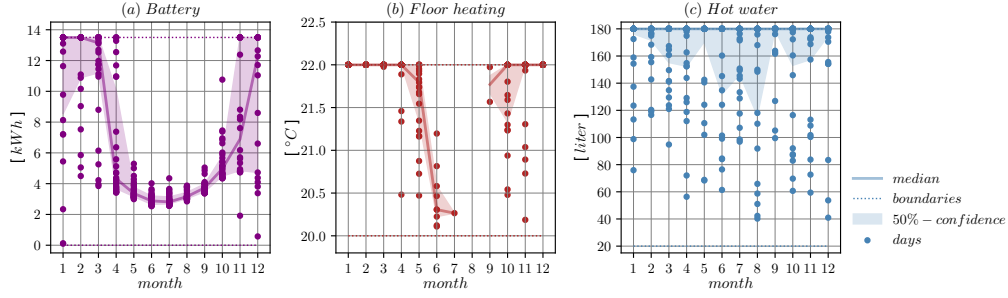 (a) Battery
(b) Floor heating
(c) Hot water
[ kWh ]
14
12
10
8
6
4
2
0
1 2 3 4 5 6 7 8 9 10 11 12
month
[ °C ]
22.5
22.0
21.5
21.0
20.5
20.0
1 2 3 4 5 6 7 8 9 10 11 12
month
[ liter ]
180
160
140
120
100
80
60
40
20
1 2 3 4 5 6 7 8 9 10 11 12
month
median
boundaries
50% − confidence
days